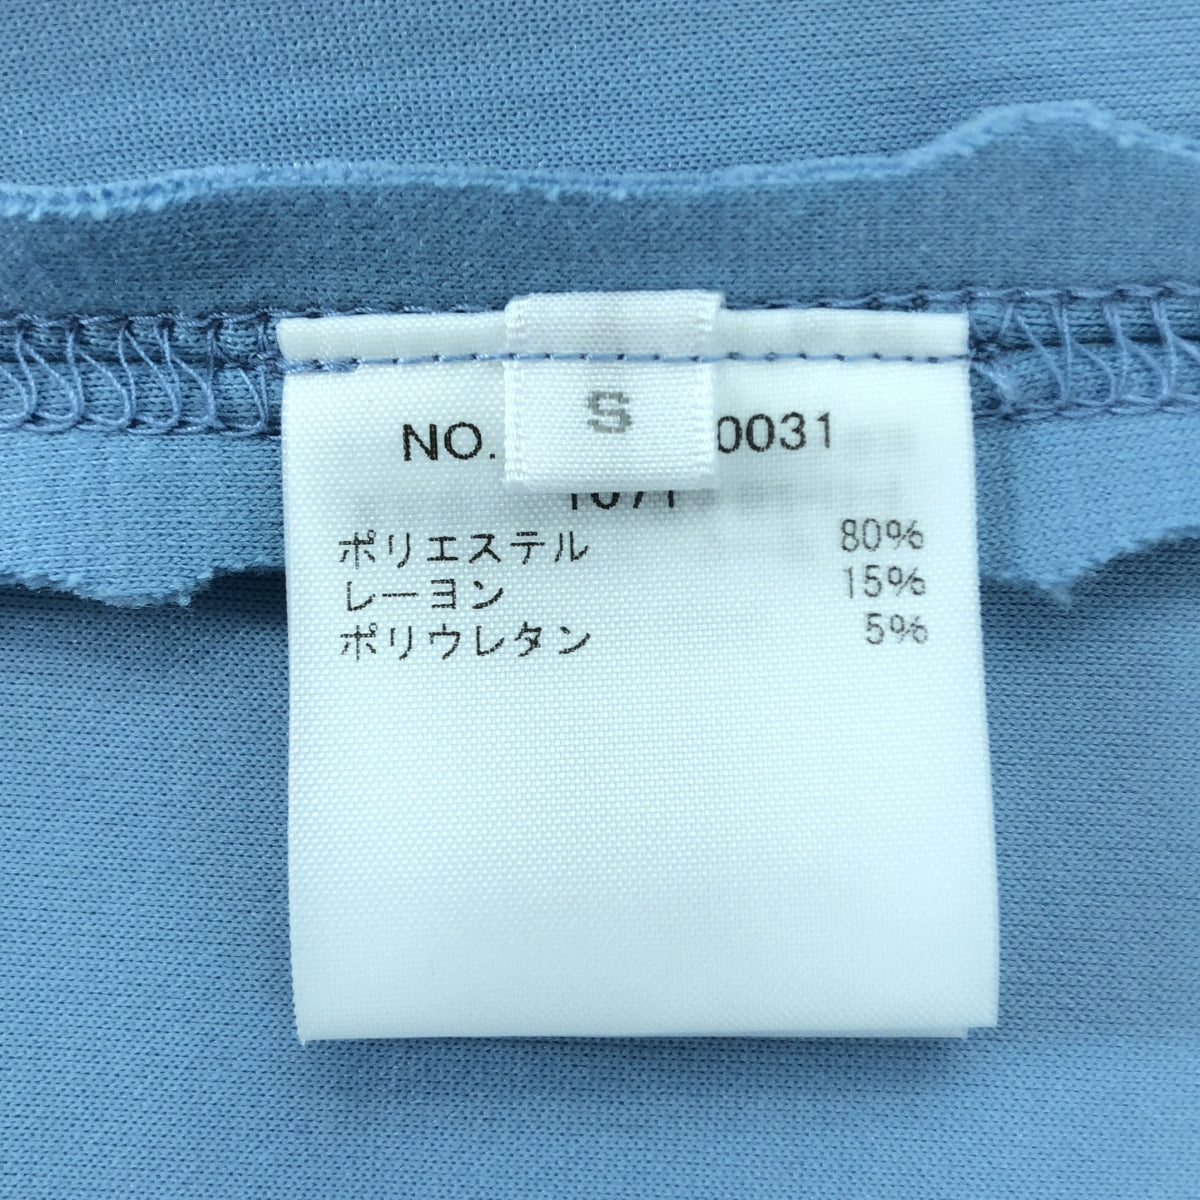 S
NO. 0031
ポリエステル 80%
レーヨン 15%
ポリウレタン 5%